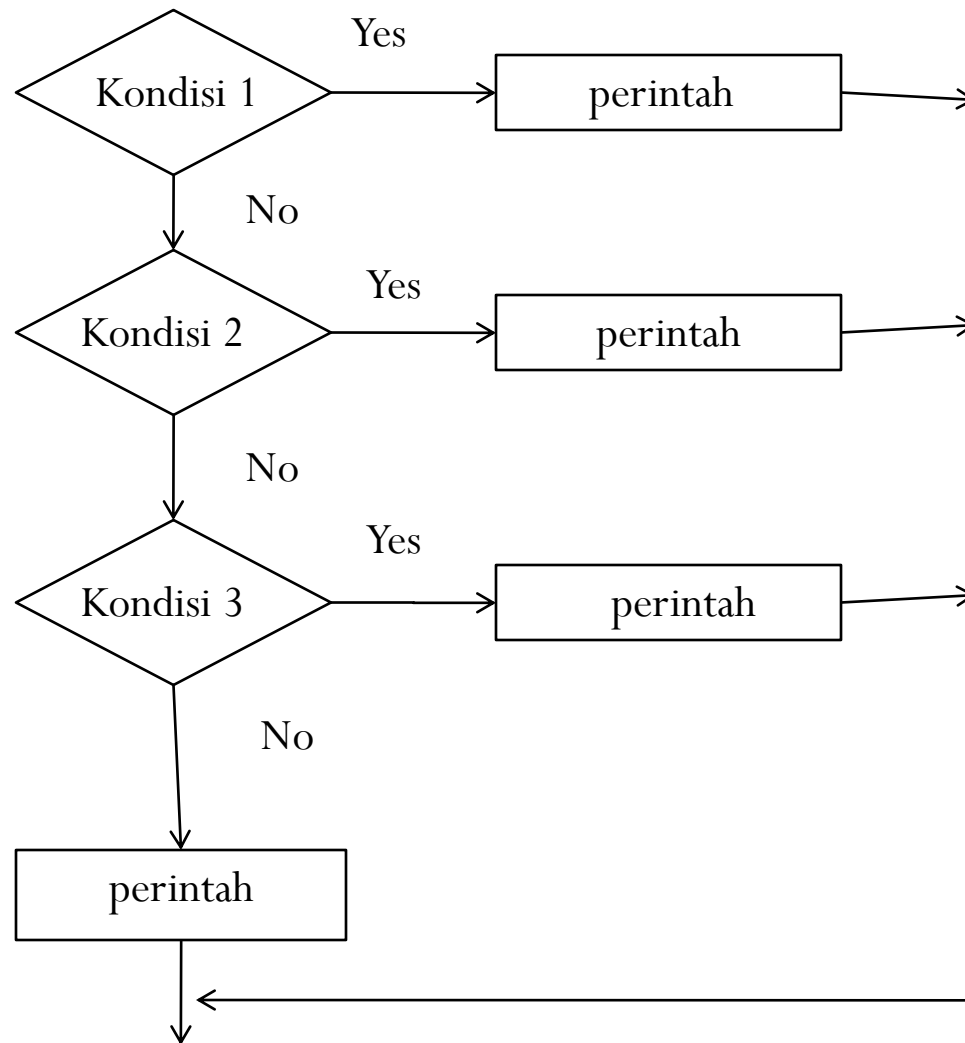 Yes
Kondisi 1
perintah
No
Yes
Kondisi 2
perintah
No
Yes
Kondisi 3
perintah
No
perintah